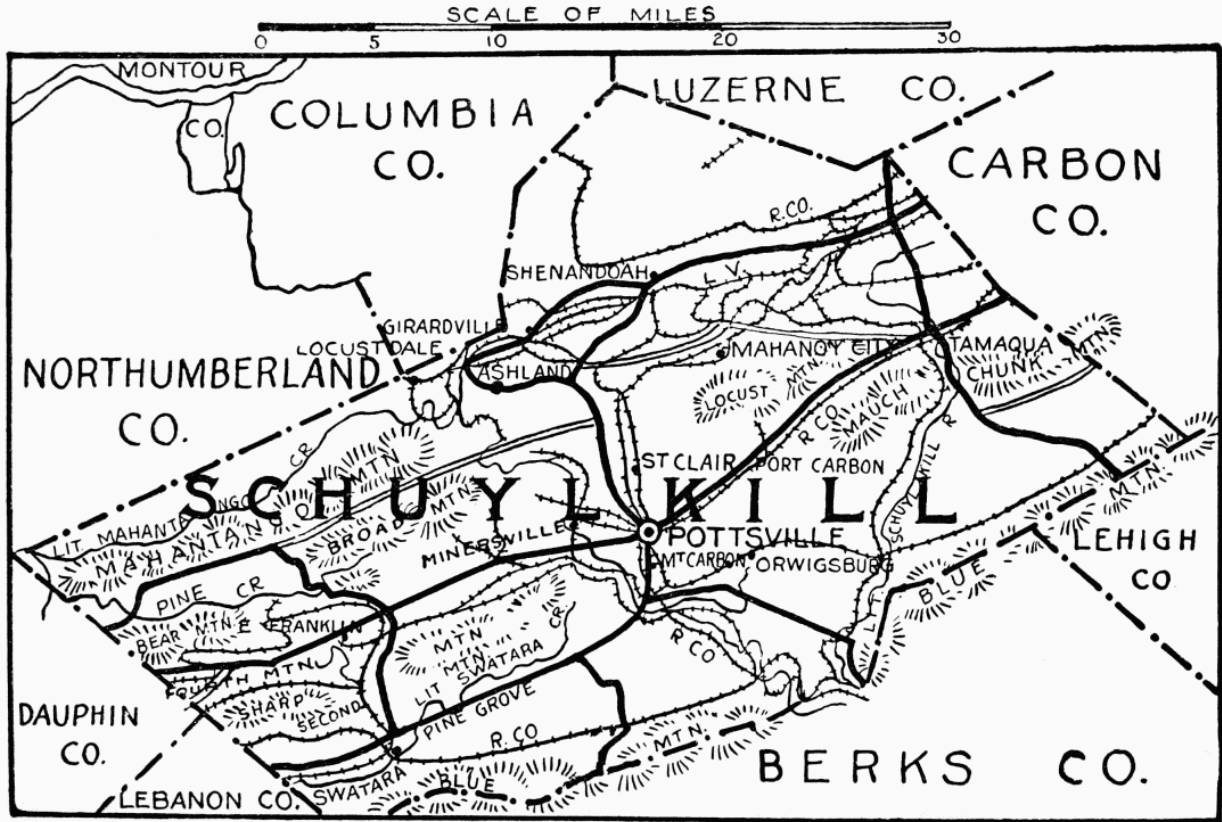 SCALE OF MILES
0 5 10 20 30
MONTOUR
CO.
COLUMBIA
CO.
LUZERNE CO.
CARBON
CO.
R. CO.
SHENANDOAH
L. V.
GIRARDVILLE
LOCUSTDALE
MAHANOY CITY
TAMAQUA
NORTHUMBERLAND
CO.
ASHLAND
LOCUST MTN
MAUCH CHUNK MTN
R CO
ST CLAIR
PORT CARBON
SCHUYLKILL
LIT MAHANTANGO CR
MAHANTANGO MTN
BROAD MTN
MINERSVILLE
POTTSVILLE
MT CARBON
ORWIGSBURG
LIT SCHUYLKILL R
BLUE MTN
LEHIGH
CO
PINE CR
BEAR MTN
E FRANKLIN
FOURTH MTN
SHARP MTN
SECOND MTN
LIT SWATARA CR
R CO
PINE GROVE
R. CO
DAUPHIN
CO.
LEBANON CO.
SWATARA
BLUE MTN.
BERKS CO.